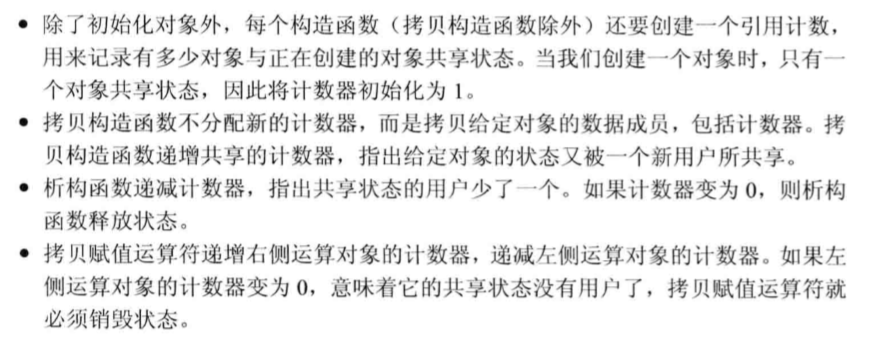 ● 除了初始化对象外，每个构造函数（拷贝构造函数除外）还要创建一个引用计数，
用来记录有多少对象与正在创建的对象共享状态。当我们创建一个对象时，只有一
个对象共享状态，因此将计数器初始化为 1。
● 拷贝构造函数不分配新的计数器，而是拷贝给定对象的数据成员，包括计数器。拷
贝构造函数递增共享的计数器，指出给定对象的状态又被一个新用户所共享。
● 析构函数递减计数器，指出共享状态的用户少了一个。如果计数器变为 0，则析构
函数释放状态。
● 拷贝赋值运算符递增右侧运算对象的计数器，递减左侧运算对象的计数器。如果左
侧运算对象的计数器变为 0，意味着它的共享状态没有用户了，拷贝赋值运算符就
必须销毁状态。